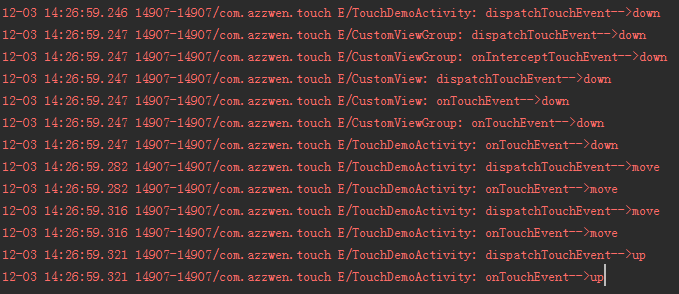 12-03 14:26:59.246 14907-14907/com.azzwen.touch E/TouchDemoActivity: dispatchTouchEvent-->down
12-03 14:26:59.247 14907-14907/com.azzwen.touch E/CustomViewGroup: dispatchTouchEvent-->down
12-03 14:26:59.247 14907-14907/com.azzwen.touch E/CustomViewGroup: onInterceptTouchEvent-->down
12-03 14:26:59.247 14907-14907/com.azzwen.touch E/CustomView: dispatchTouchEvent-->down
12-03 14:26:59.247 14907-14907/com.azzwen.touch E/CustomView: onTouchEvent-->down
12-03 14:26:59.247 14907-14907/com.azzwen.touch E/CustomViewGroup: onTouchEvent-->down
12-03 14:26:59.247 14907-14907/com.azzwen.touch E/TouchDemoActivity: onTouchEvent-->down
12-03 14:26:59.282 14907-14907/com.azzwen.touch E/TouchDemoActivity: dispatchTouchEvent-->move
12-03 14:26:59.282 14907-14907/com.azzwen.touch E/TouchDemoActivity: onTouchEvent-->move
12-03 14:26:59.316 14907-14907/com.azzwen.touch E/TouchDemoActivity: dispatchTouchEvent-->move
12-03 14:26:59.316 14907-14907/com.azzwen.touch E/TouchDemoActivity: onTouchEvent-->move
12-03 14:26:59.321 14907-14907/com.azzwen.touch E/TouchDemoActivity: dispatchTouchEvent-->up
12-03 14:26:59.321 14907-14907/com.azzwen.touch E/TouchDemoActivity: onTouchEvent-->up